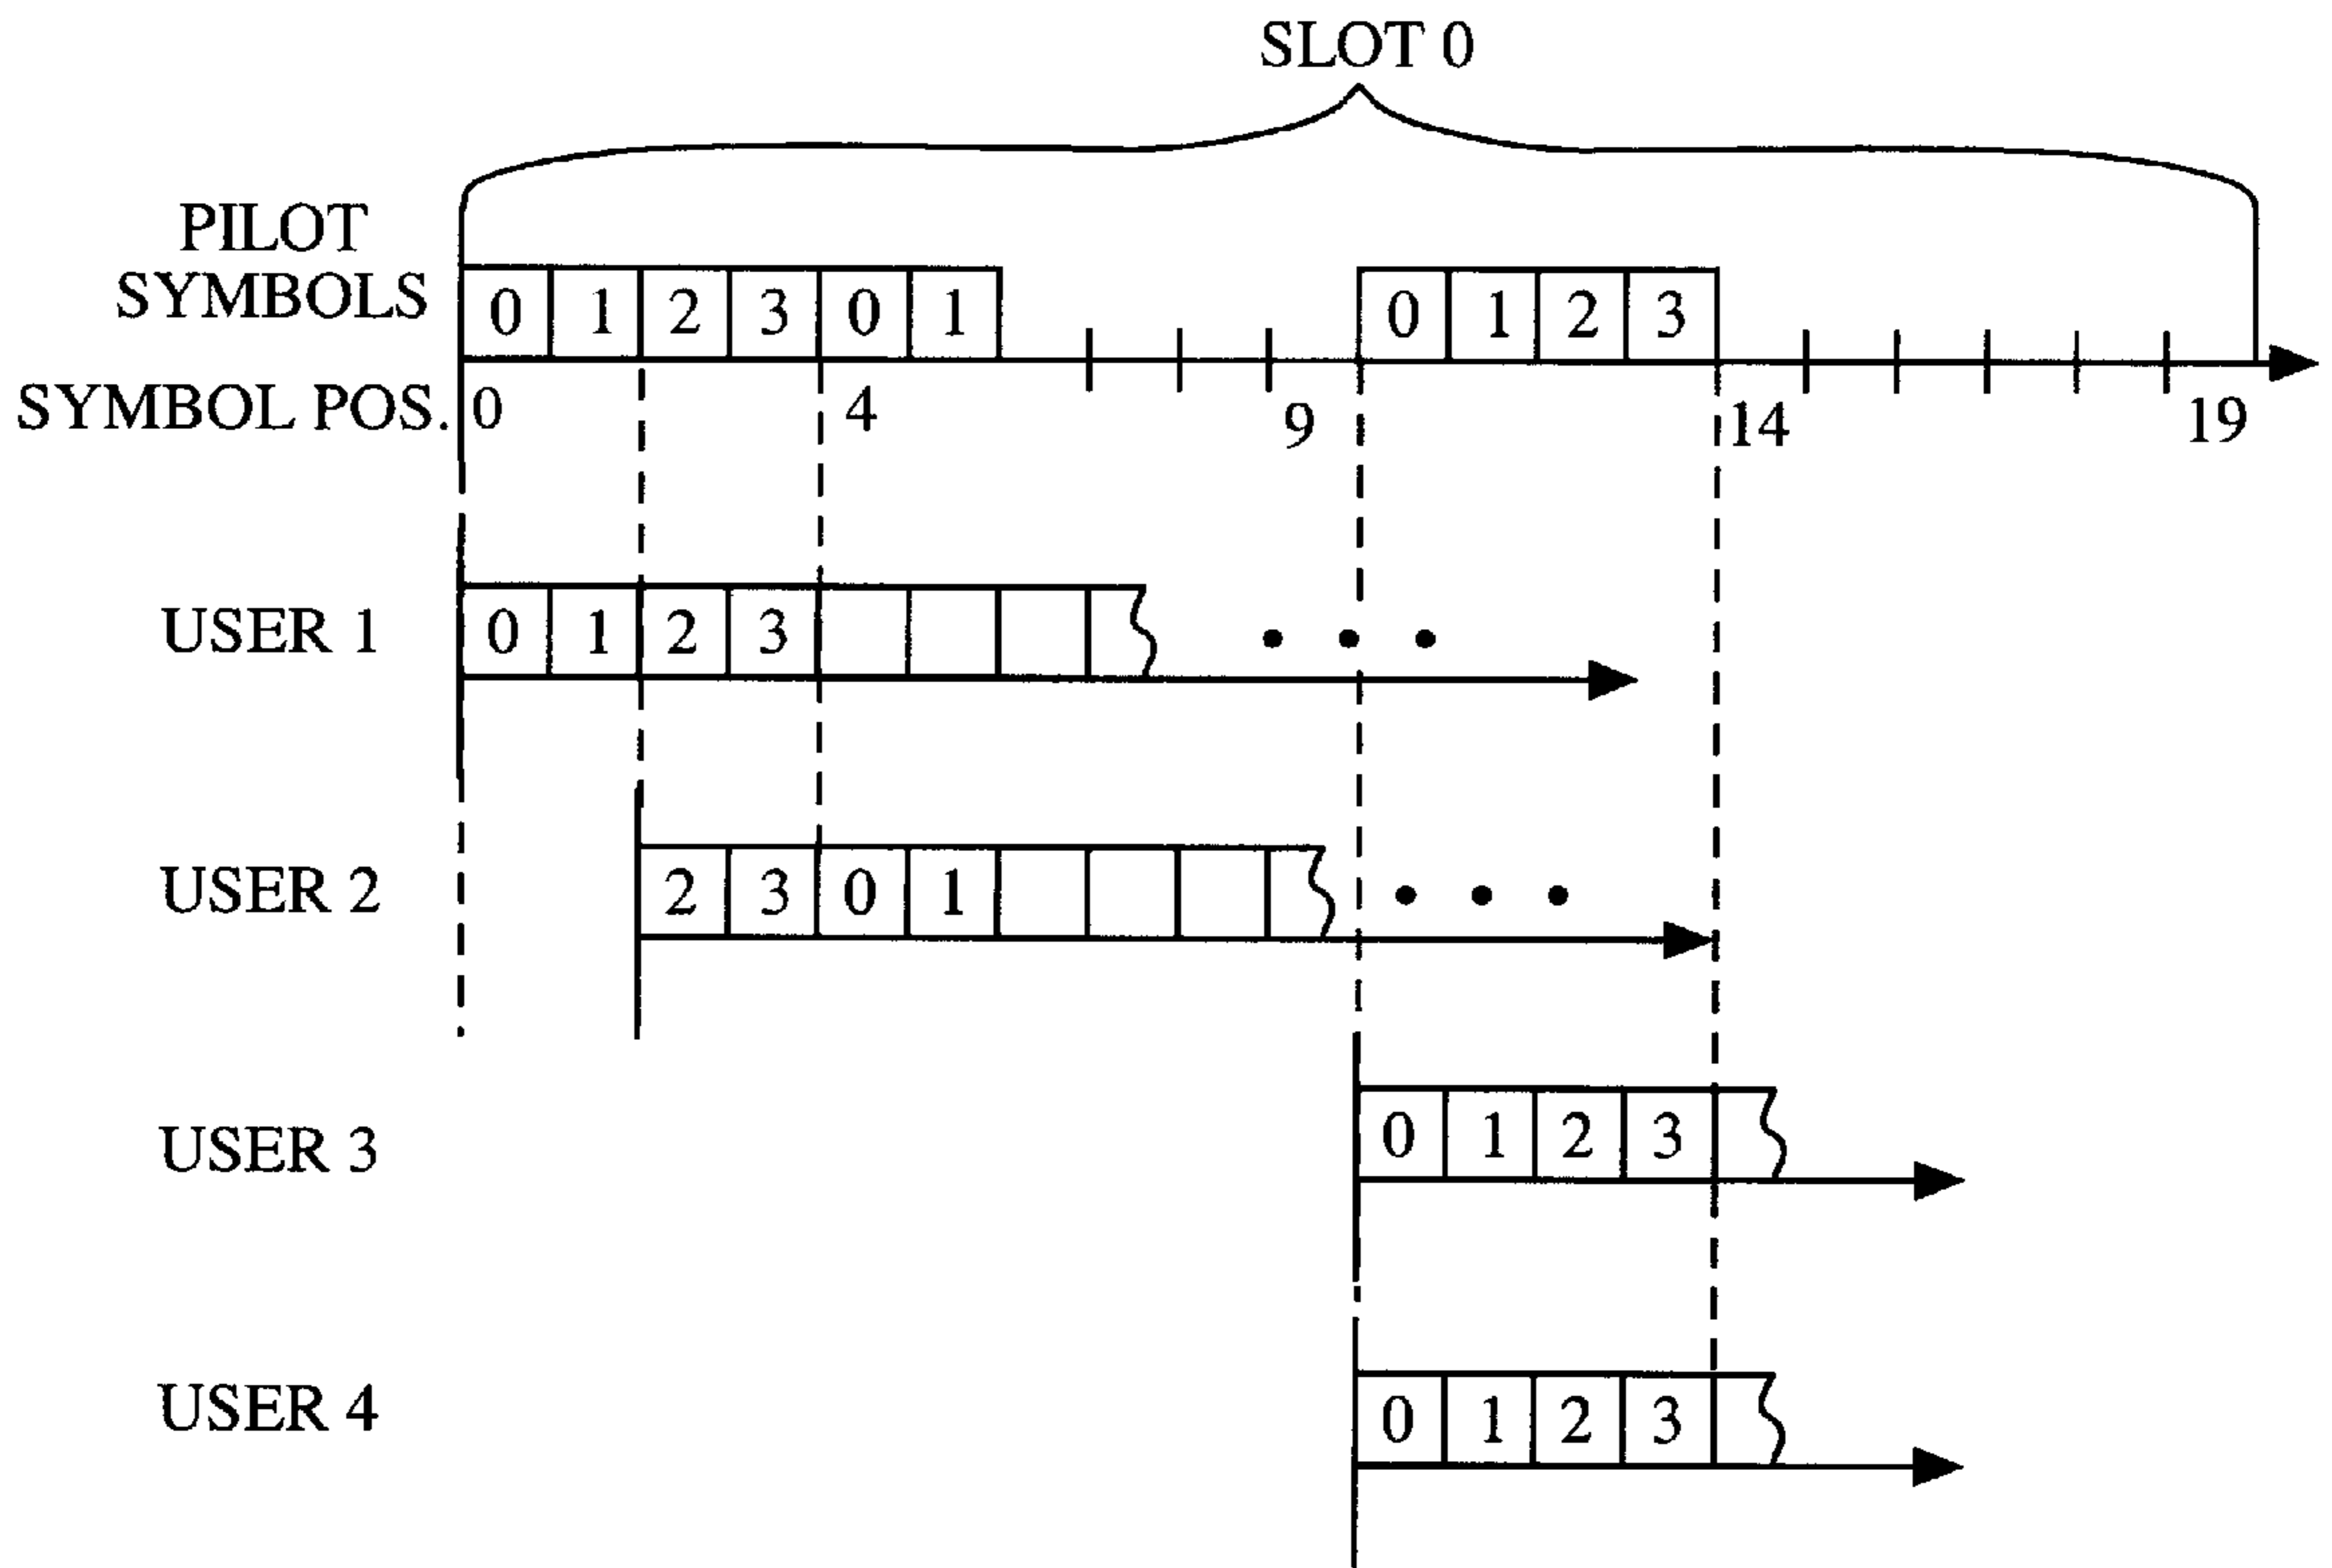 SLOT 0
PILOT
SYMBOLS
0 1 2 3 0 1 0 1 2 3
SYMBOL POS. 0 4 9 14 19
USER 1 0 1 2 3
USER 2 2 3 0 1
USER 3 0 1 2 3
USER 4 0 1 2 3